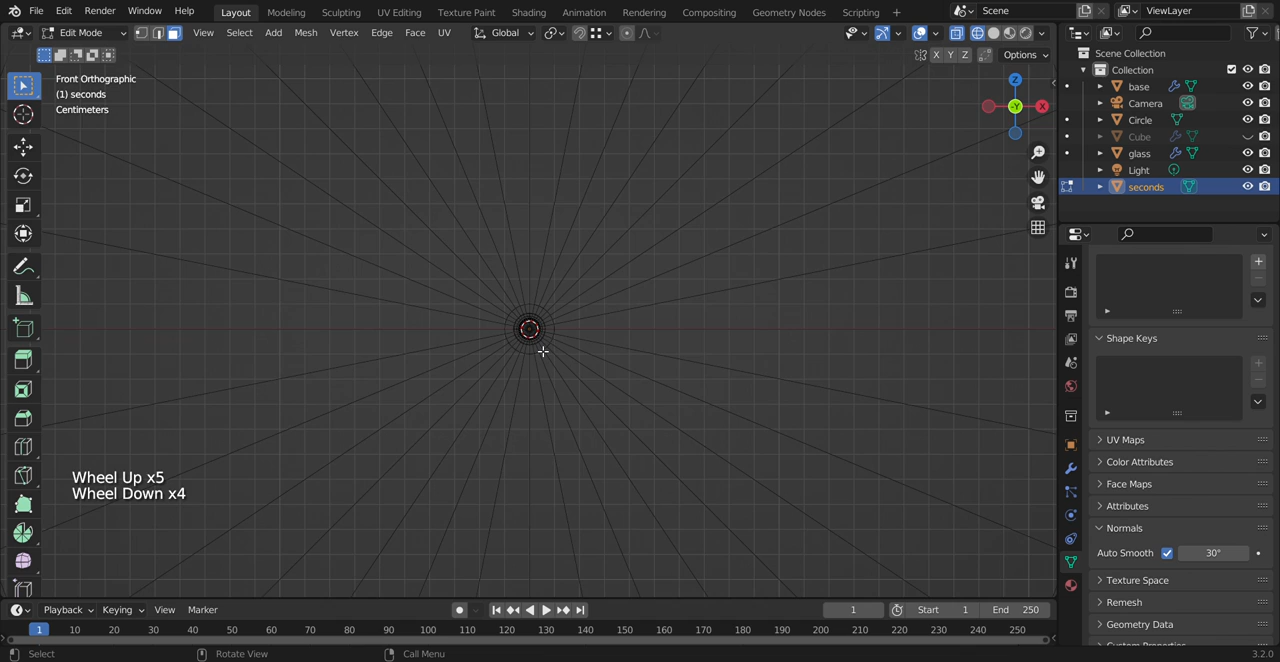 File Edit Render Window Help Layout Modeling Sculpting UV Editing Texture Paint Shading Animation Rendering Compositing Geometry Nodes Scripting + Scene ViewLayer
Edit Mode View Select Add Mesh Vertex Edge Face UV Global
X Y Z Options
Front Orthographic
(1) seconds
Centimeters
Z
-Y
X
Scene Collection
Collection
base
Camera
Circle
Cube
glass
Light
seconds
Shape Keys
UV Maps
Color Attributes
Face Maps
Attributes
Normals
Auto Smooth 30°
Texture Space
Remesh
Geometry Data
Custom Properties
Wheel Up x5
Wheel Down x4
Playback Keying View Marker 1 Start 1 End 250
1 10 20 30 40 50 60 70 80 90 100 110 120 130 140 150 160 170 180 190 200 210 220 230 240 250
Select Rotate View Call Menu 3.2.0